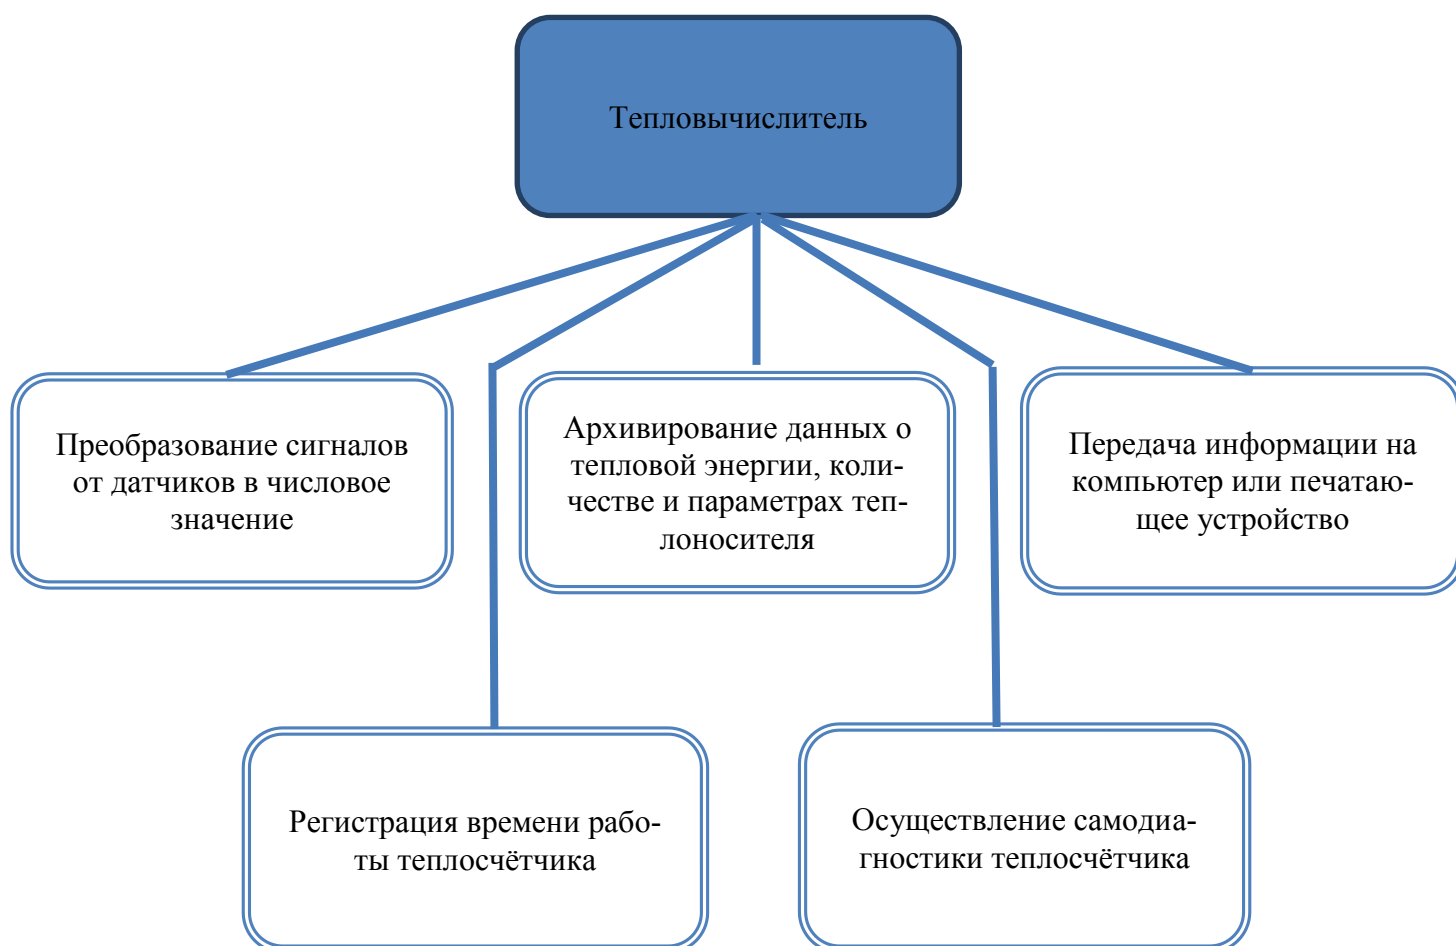 Тепловычислитель
Преобразование сигналов
от датчиков в числовое
значение
Архивирование данных о
тепловой энергии, коли-
честве и параметрах теп-
лоносителя
Передача информации на
компьютер или печатаю-
щее устройство
Регистрация времени рабо-
ты теплосчётчика
Осуществление самодиа-
гностики теплосчётчика